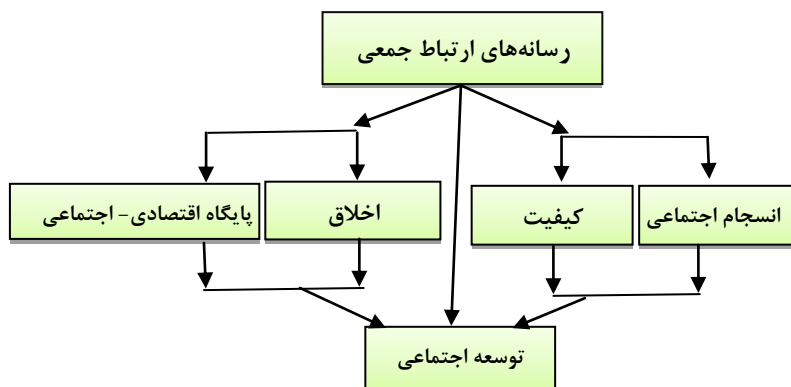 رسانه‌های ارتباط جمعی
انسجام اجتماعی
کیفیت
اخلاق
پایگاه اقتصادی- اجتماعی
توسعه اجتماعی